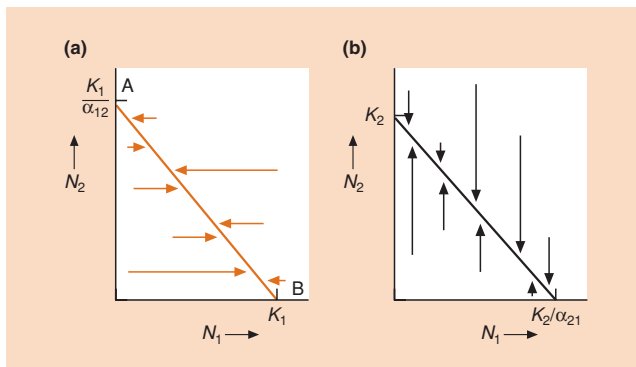 (a)
K₁
α₁₂
A
N₂
B
K₁
N₁
(b)
K₂
N₂
K₂/α₂₁
N₁